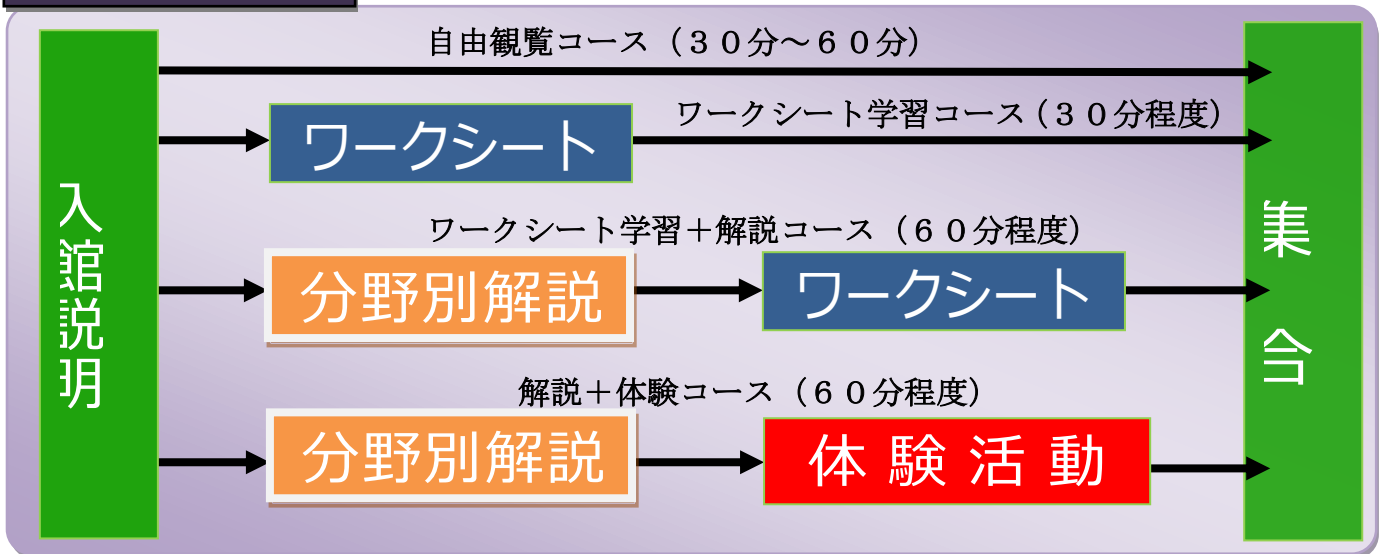 入館説明
自由観覧コース（３０分～６０分）
ワークシート
ワークシート学習コース（３０分程度）
ワークシート学習＋解説コース（６０分程度）
分野別解説
ワークシート
解説＋体験コース（６０分程度）
分野別解説
体験活動
集合